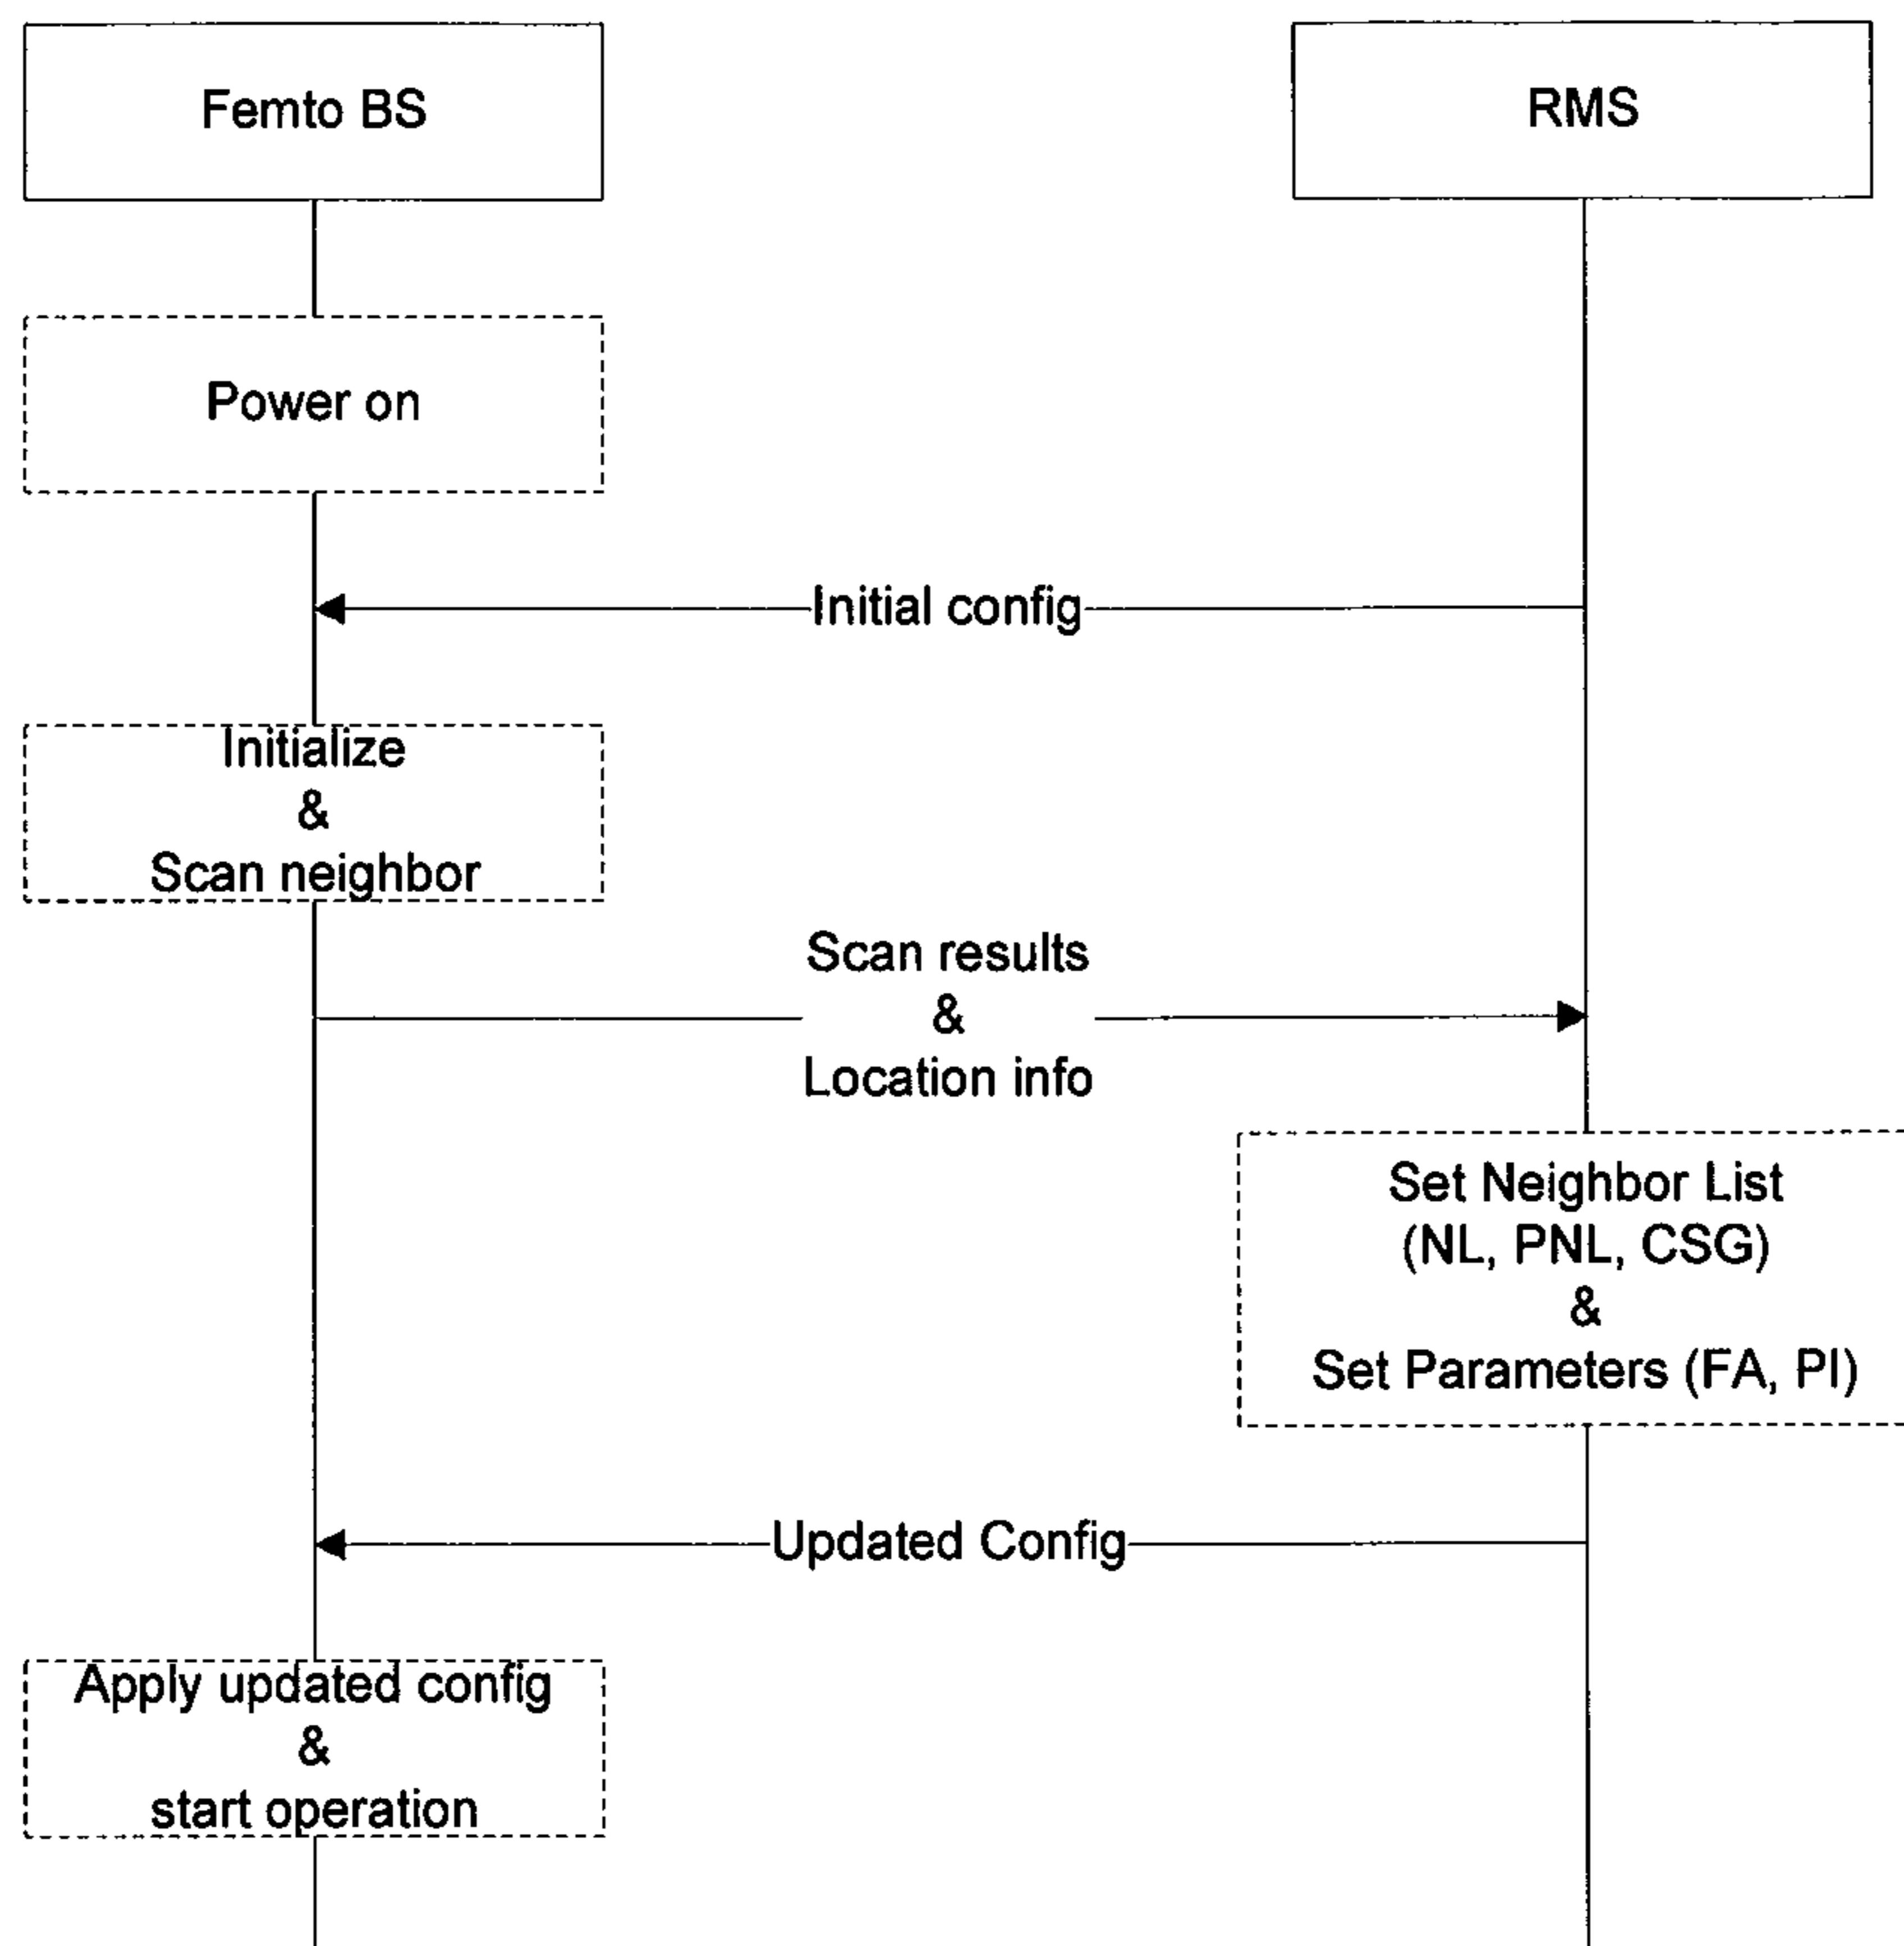 Femto BS
RMS
Power on
Initial config
Initialize
&
Scan neighbor
Scan results
&
Location info
Set Neighbor List
(NL, PNL, CSG)
&
Set Parameters (FA, PI)
Updated Config
Apply updated config
&
start operation